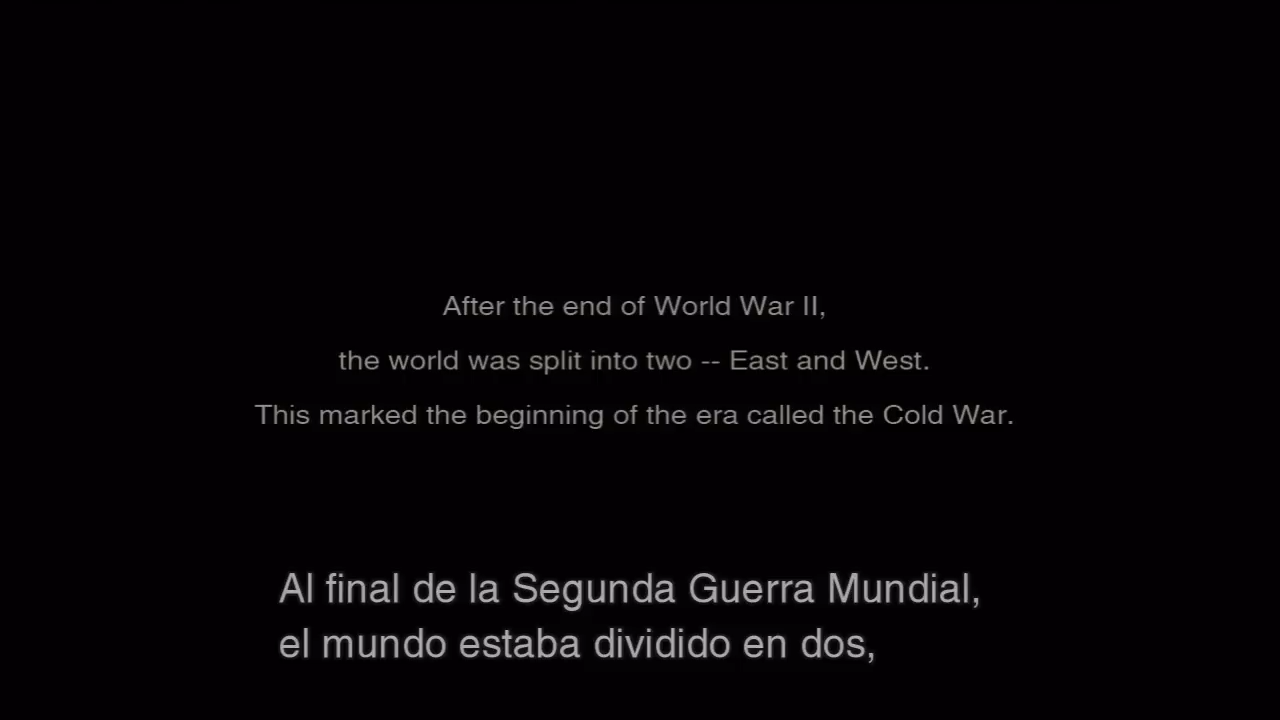 After the end of World War II,
the world was split into two -- East and West.
This marked the beginning of the era called the Cold War.
Al final de la Segunda Guerra Mundial,
el mundo estaba dividido en dos,